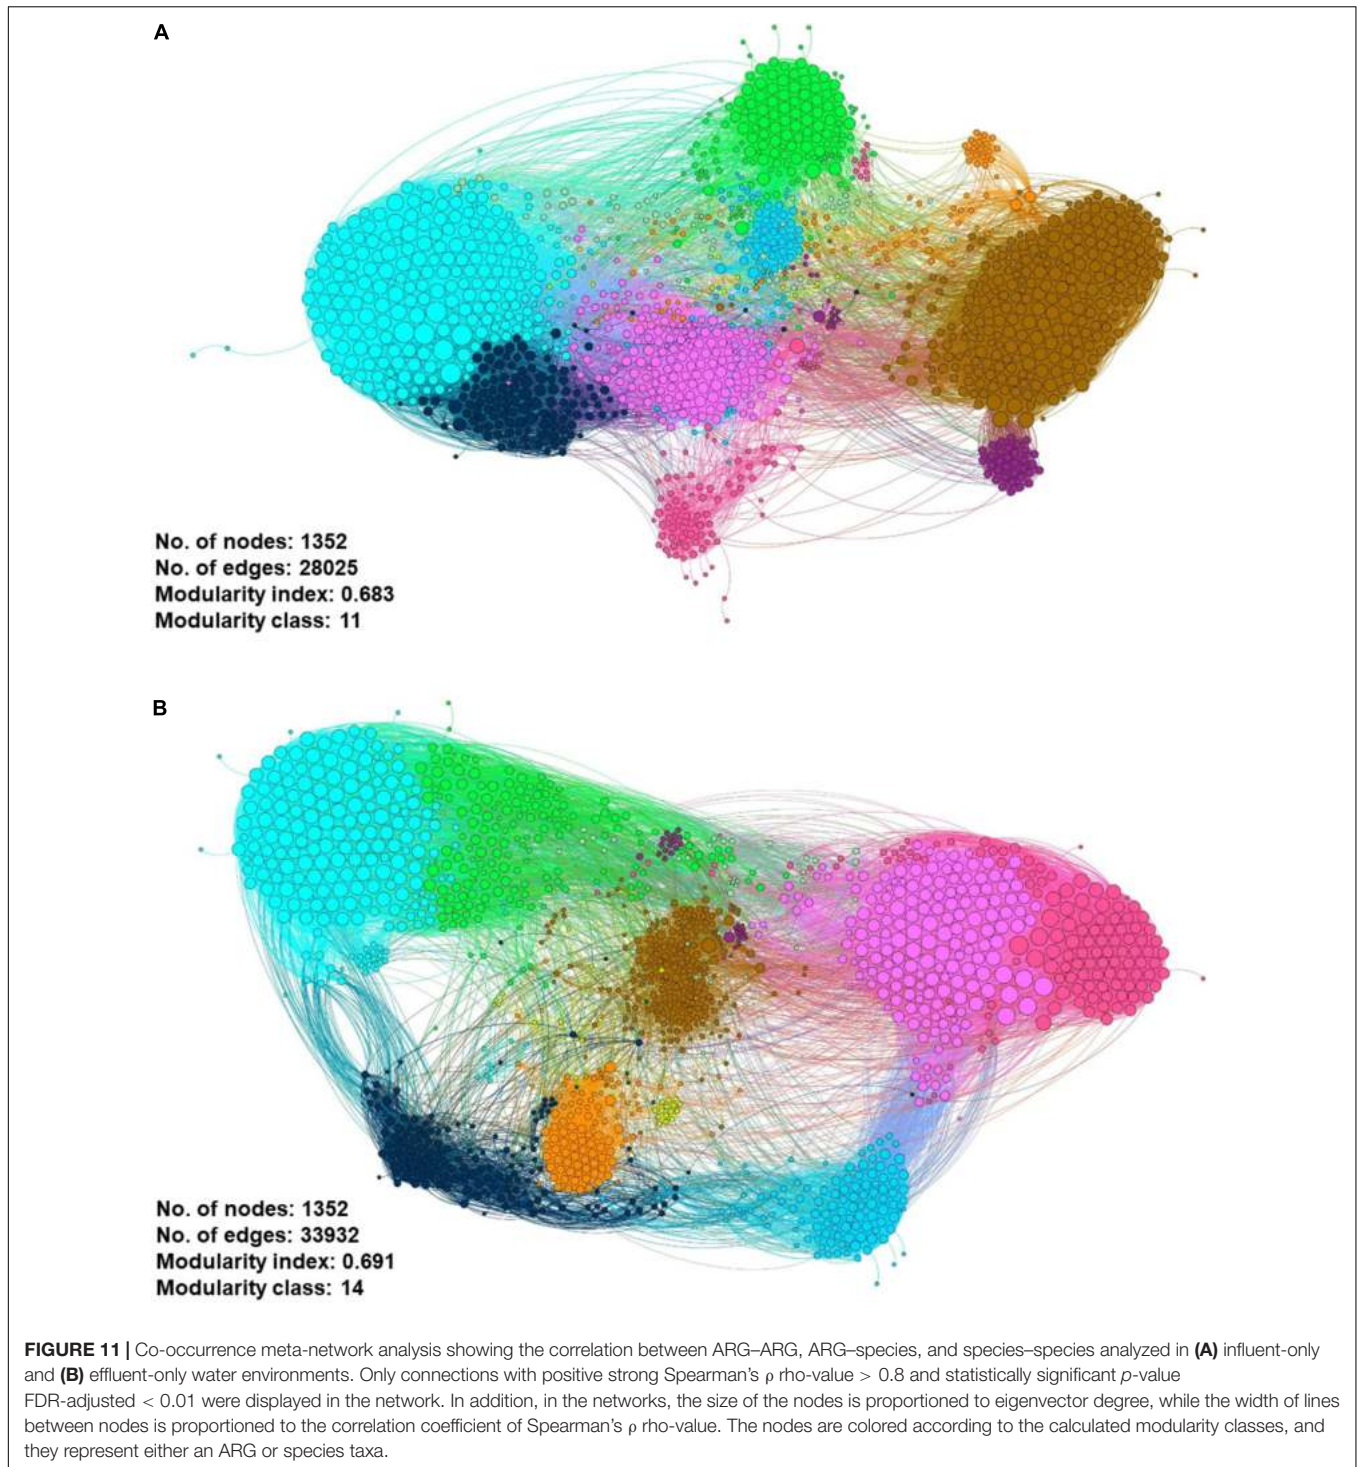 A
No. of nodes: 1352
No. of edges: 28025
Modularity index: 0.683
Modularity class: 11
B
No. of nodes: 1352
No. of edges: 33932
Modularity index: 0.691
Modularity class: 14
FIGURE 11 | Co-occurrence meta-network analysis showing the correlation between ARG–ARG, ARG–species, and species–species analyzed in (A) influent-only
and (B) effluent-only water environments. Only connections with positive strong Spearman's ρ rho-value > 0.8 and statistically significant p-value
FDR-adjusted < 0.01 were displayed in the network. In addition, in the networks, the size of the nodes is proportioned to eigenvector degree, while the width of lines
between nodes is proportioned to the correlation coefficient of Spearman's ρ rho-value. The nodes are colored according to the calculated modularity classes, and
they represent either an ARG or species taxa.